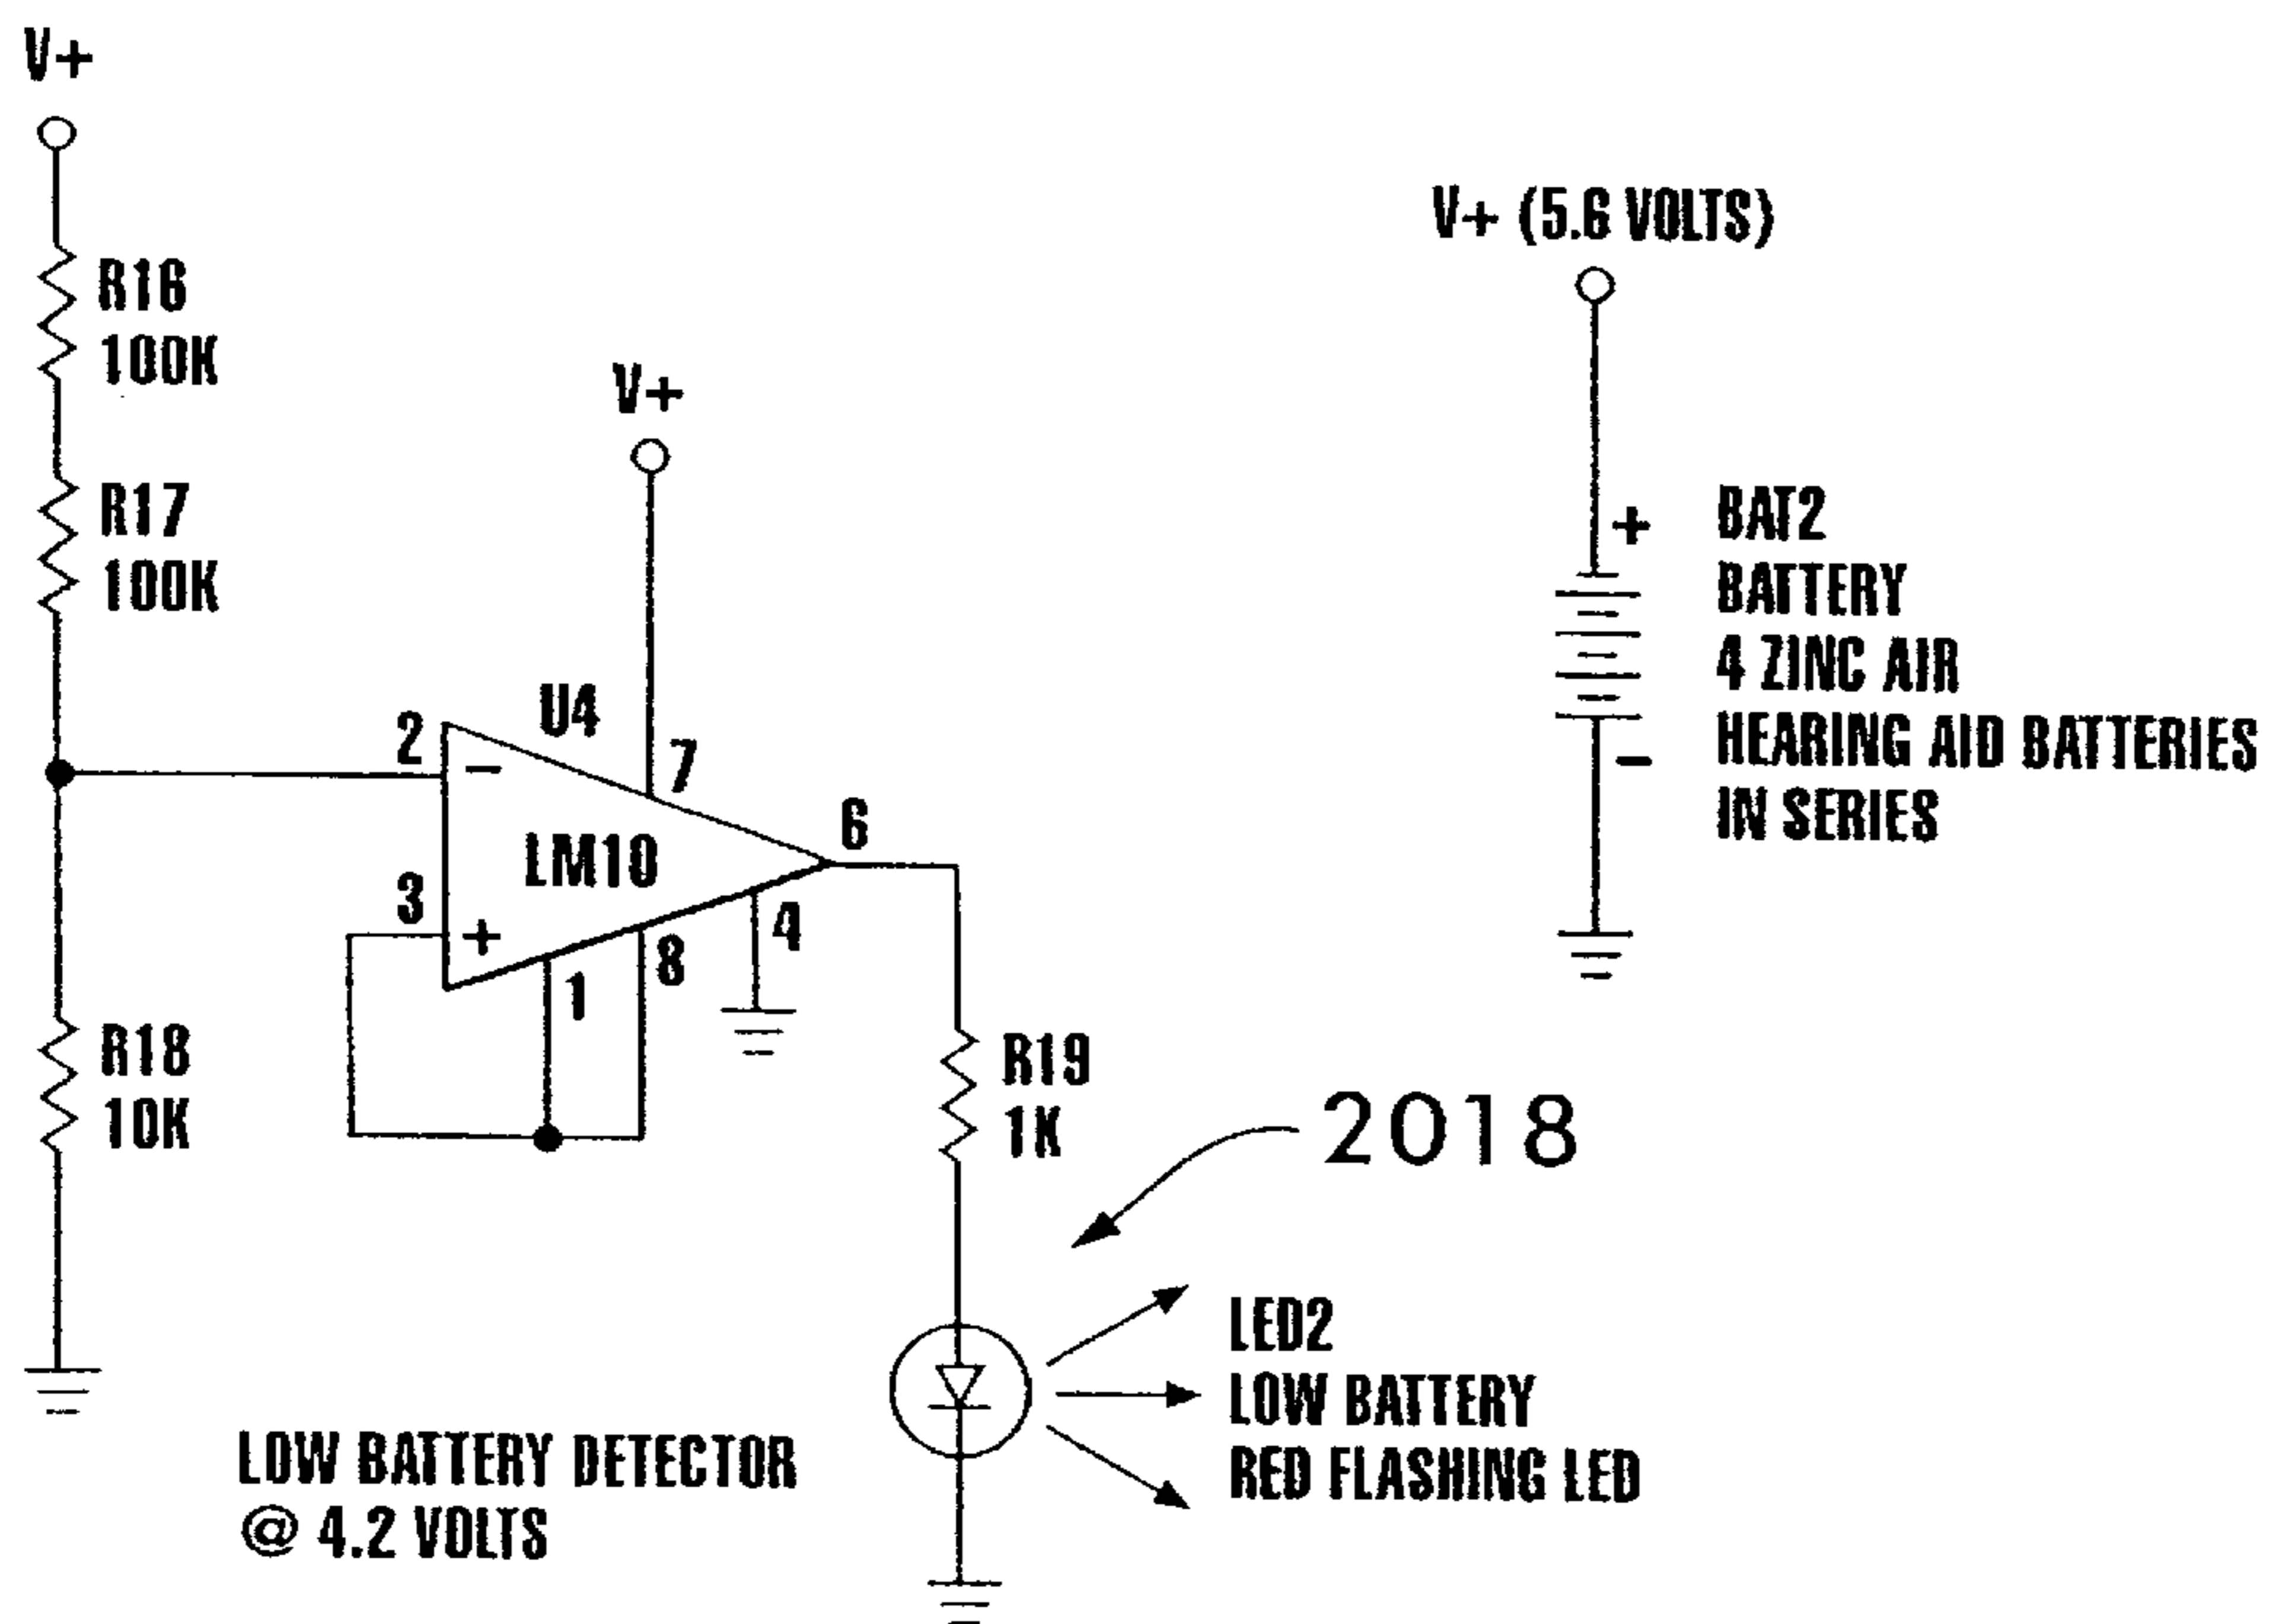 V+
R16
100K
R17
100K
V+
U4
2
-
7
LM10
6
3
+
4
8
1
R18
10K
R19
1K
V+ (5.6 VOLTS)
+
BAT2
BATTERY
4 ZINC AIR
HEARING AID BATTERIES
-
IN SERIES
2018
LED2
LOW BATTERY
RED FLASHING LED
LOW BATTERY DETECTOR
@ 4.2 VOLTS